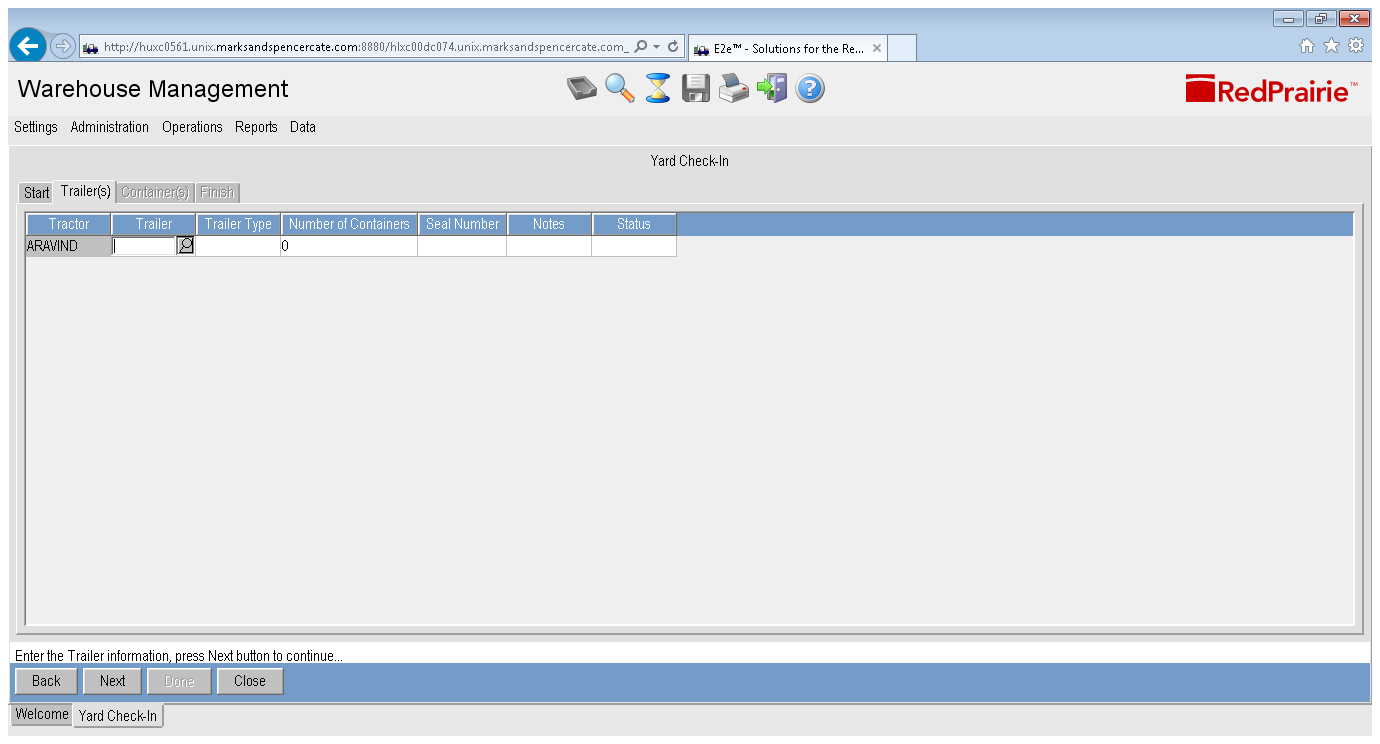 http://huxc0561.unix.marksandspencercate.com:8880/hlxc00dc074.unix.marksandspencercate.com_
E2e™ - Solutions for the Re...
Warehouse Management
RedPrairie™
Settings Administration Operations Reports Data
Yard Check-In
Start Trailer(s) Container(s) Finish
Tractor Trailer Trailer Type Number of Containers Seal Number Notes Status
ARAVIND 0
Enter the Trailer information, press Next button to continue...
Back Next Done Close
Welcome Yard Check-In